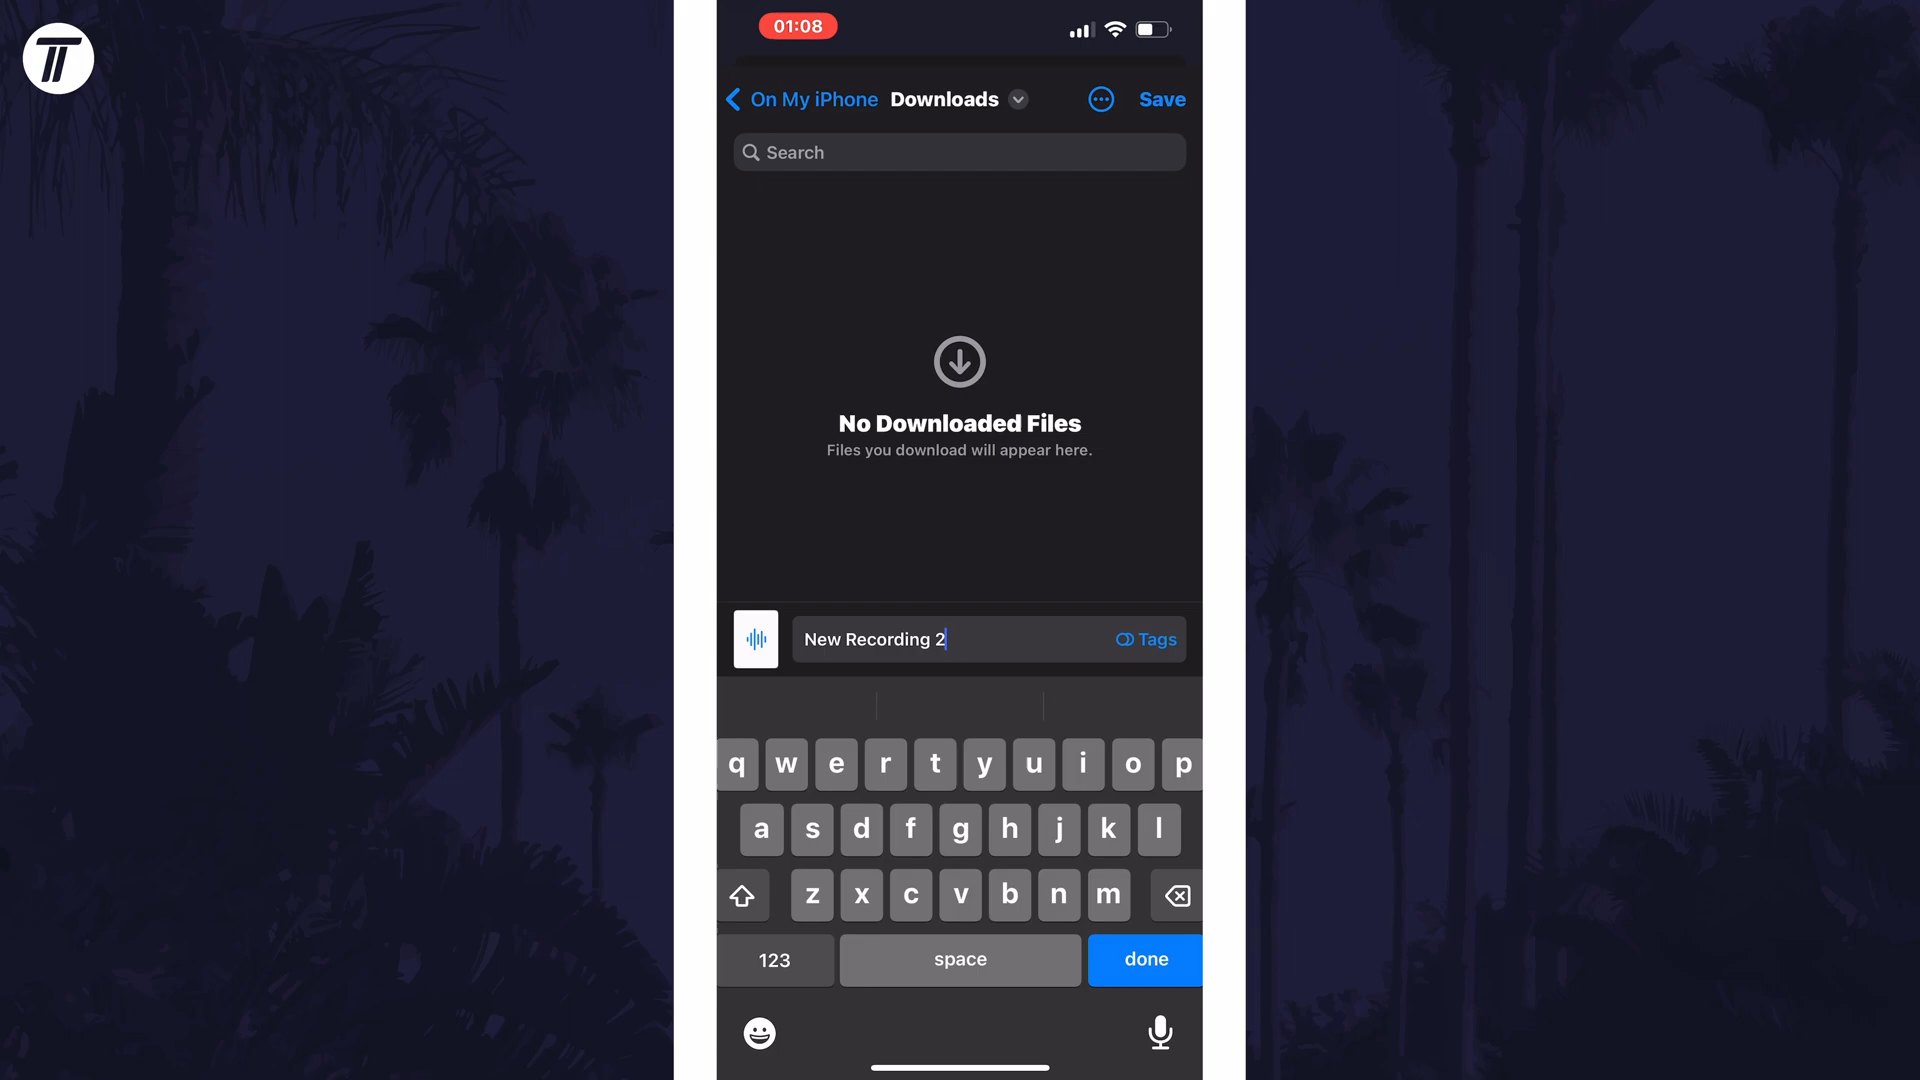 TT
01:08
On My iPhone Downloads Save
Search
No Downloaded Files
Files you download will appear here.
New Recording 2 Tags
q w e r t y u i o p
a s d f g h j k l
z x c v b n m
123 space done